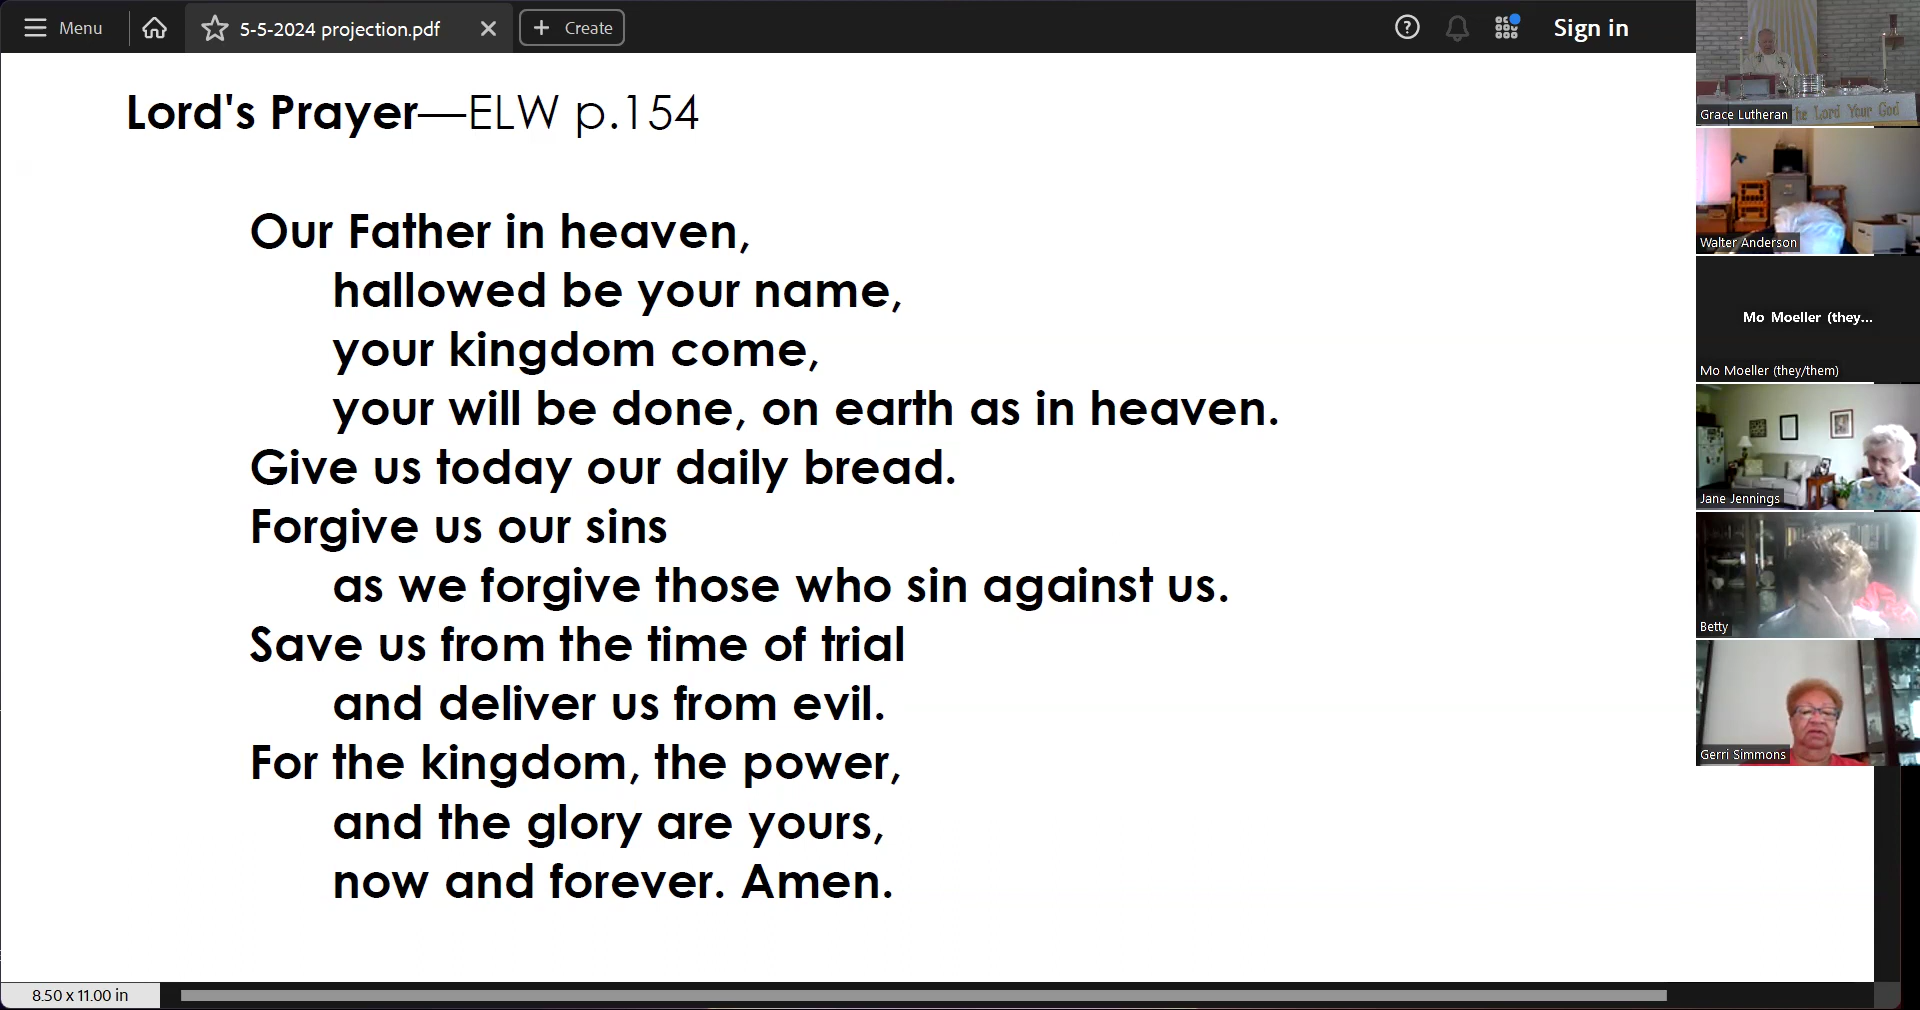 Menu
5-5-2024 projection.pdf
Create
Sign in
Lord's Prayer—ELW p.154
Our Father in heaven,
hallowed be your name,
your kingdom come,
your will be done, on earth as in heaven.
Give us today our daily bread.
Forgive us our sins
as we forgive those who sin against us.
Save us from the time of trial
and deliver us from evil.
For the kingdom, the power,
and the glory are yours,
now and forever. Amen.
8.50 x 11.00 in
the Lord Your God
Grace Lutheran
Walter Anderson
Mo Moeller (they...
Mo Moeller (they/them)
Jane Jennings
Betty
Gerri Simmons